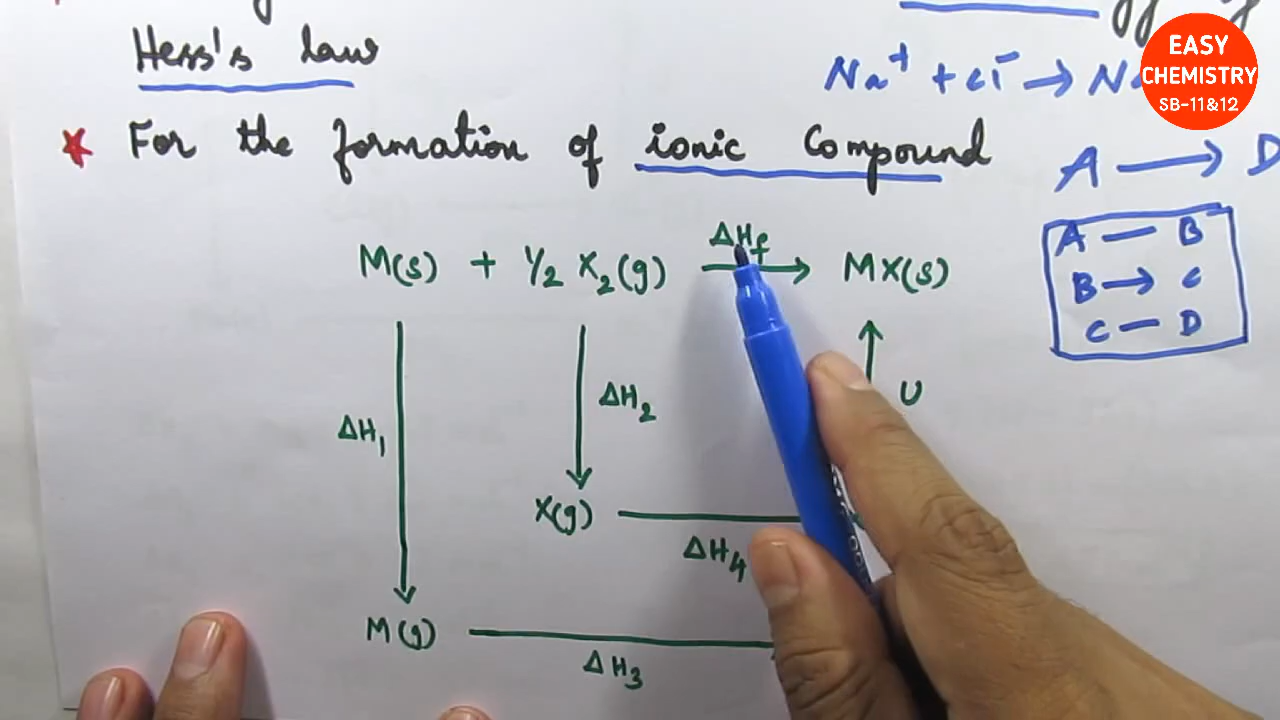 Hess's law
Na⁺ + Cl⁻ → N
EASY
CHEMISTRY
SB-11&12
* For the formation of ionic Compound
A → D
M(s) + 1/2 X₂(g) ΔHf → MX(s)
A — B
B → C
C — D
ΔH₁
ΔH₂
U
X(g)
ΔH₄
M(g)
ΔH₃